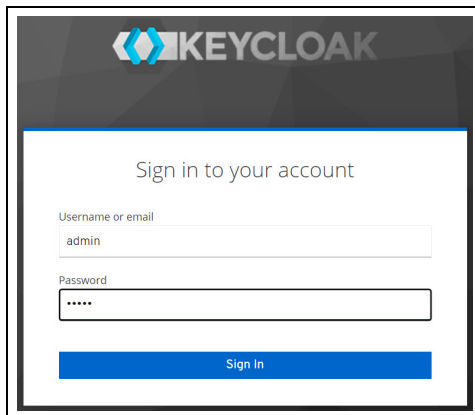 KEYCLOAK
Sign in to your account
Username or email
admin
Password
•••••
Sign In